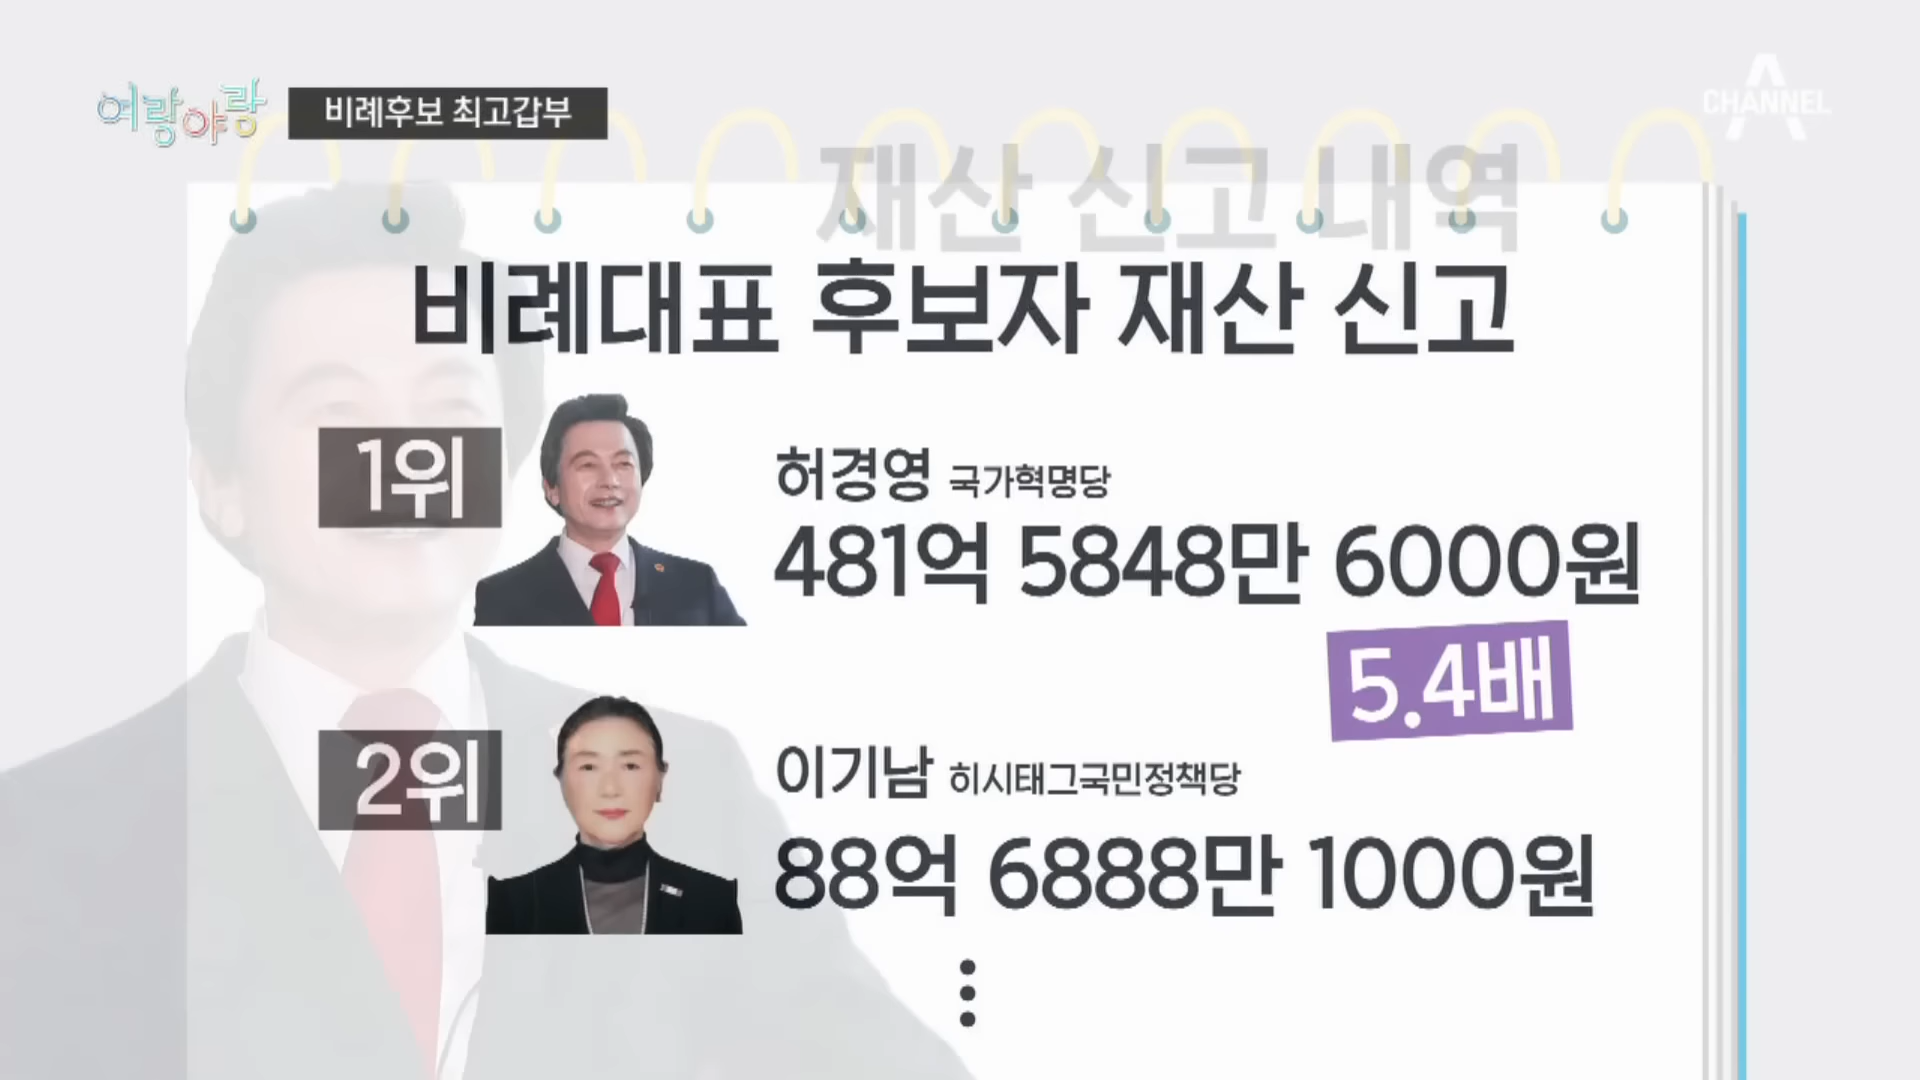 여랑야랑
비례후보 최고갑부
CHANNEL A
재산 신고 내역
비례대표 후보자 재산 신고
1위
허경영 국가혁명당
481억 5848만 6000원
5.4배
2위
이기남 히시태그국민정책당
88억 6888만 1000원